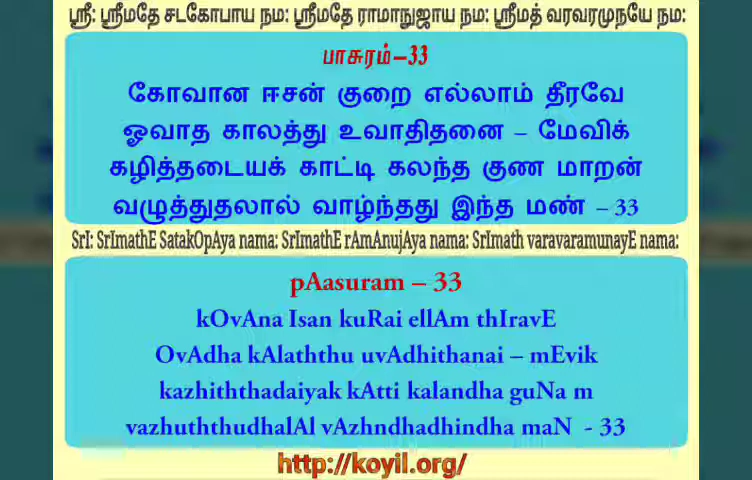 ஸ்ரீ: ஸ்ரீமதே சடகோபாய நம: ஸ்ரீமதே ராமாநுஜாய நம: ஸ்ரீமத் வரவரமுநயே நம:
பாசுரம்–33
கோவான ஈசன் குறை எல்லாம் தீரவே
ஓவாத காலத்து உவாதிதனை – மேவிக்
கழித்தடையக் காட்டி கலந்த குண மாறன்
வழுத்துதலால் வாழ்ந்தது இந்த மண் – 33
SrI: SrImathE SatakOpAya nama: SrImathE rAmAnujAya nama: SrImath varavaramunayE nama:
pAasuram – 33
kOvAna Isan kuRai ellAm thIravE
OvAdha kAlaththu uvAdhithanai – mEvik
kazhiththadaiyak kAtti kalandha guNa m
vazhuththudhalAl vAzhndhadhindha maN - 33
http://koyil.org/